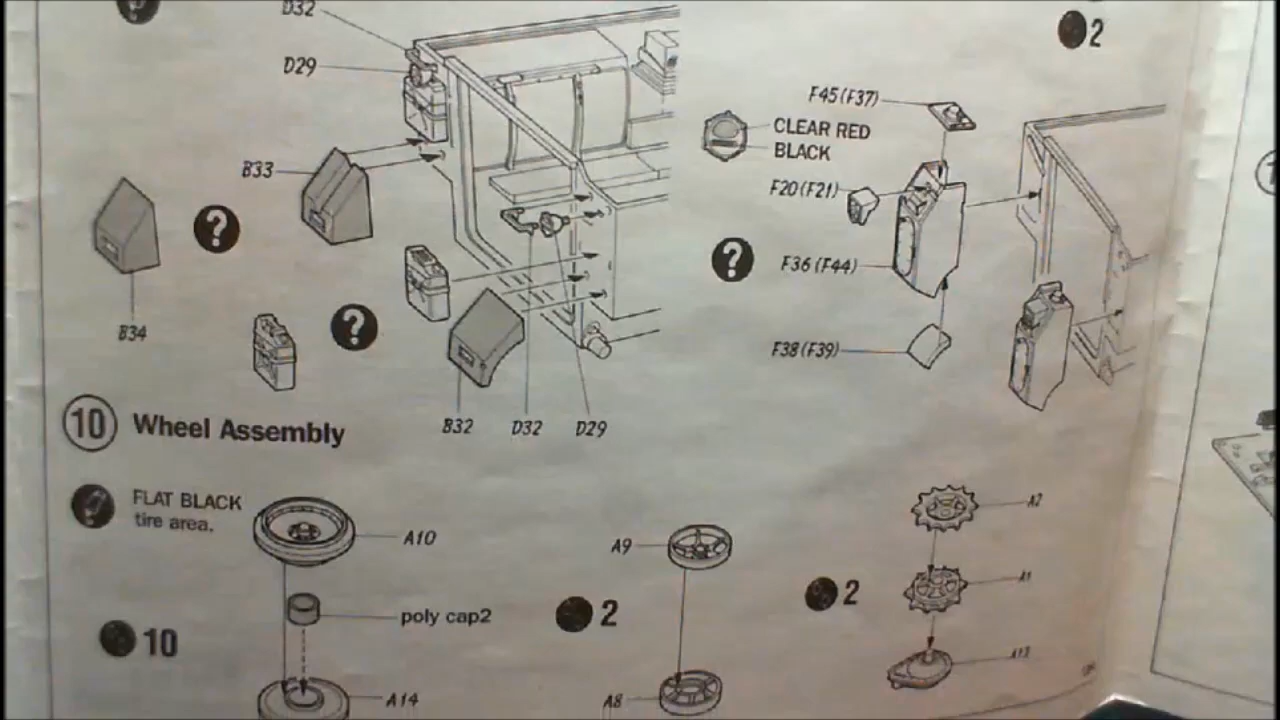 D32
D29
2
F45(F37)
CLEAR RED
BLACK
B33
F20(F21)
?
?
F36(F44)
B34
?
F38(F39)
B32
D32
D29
10 Wheel Assembly
FLAT BLACK
tire area.
A10
A9
A2
A1
poly cap2
2
2
10
A13
A14
A8